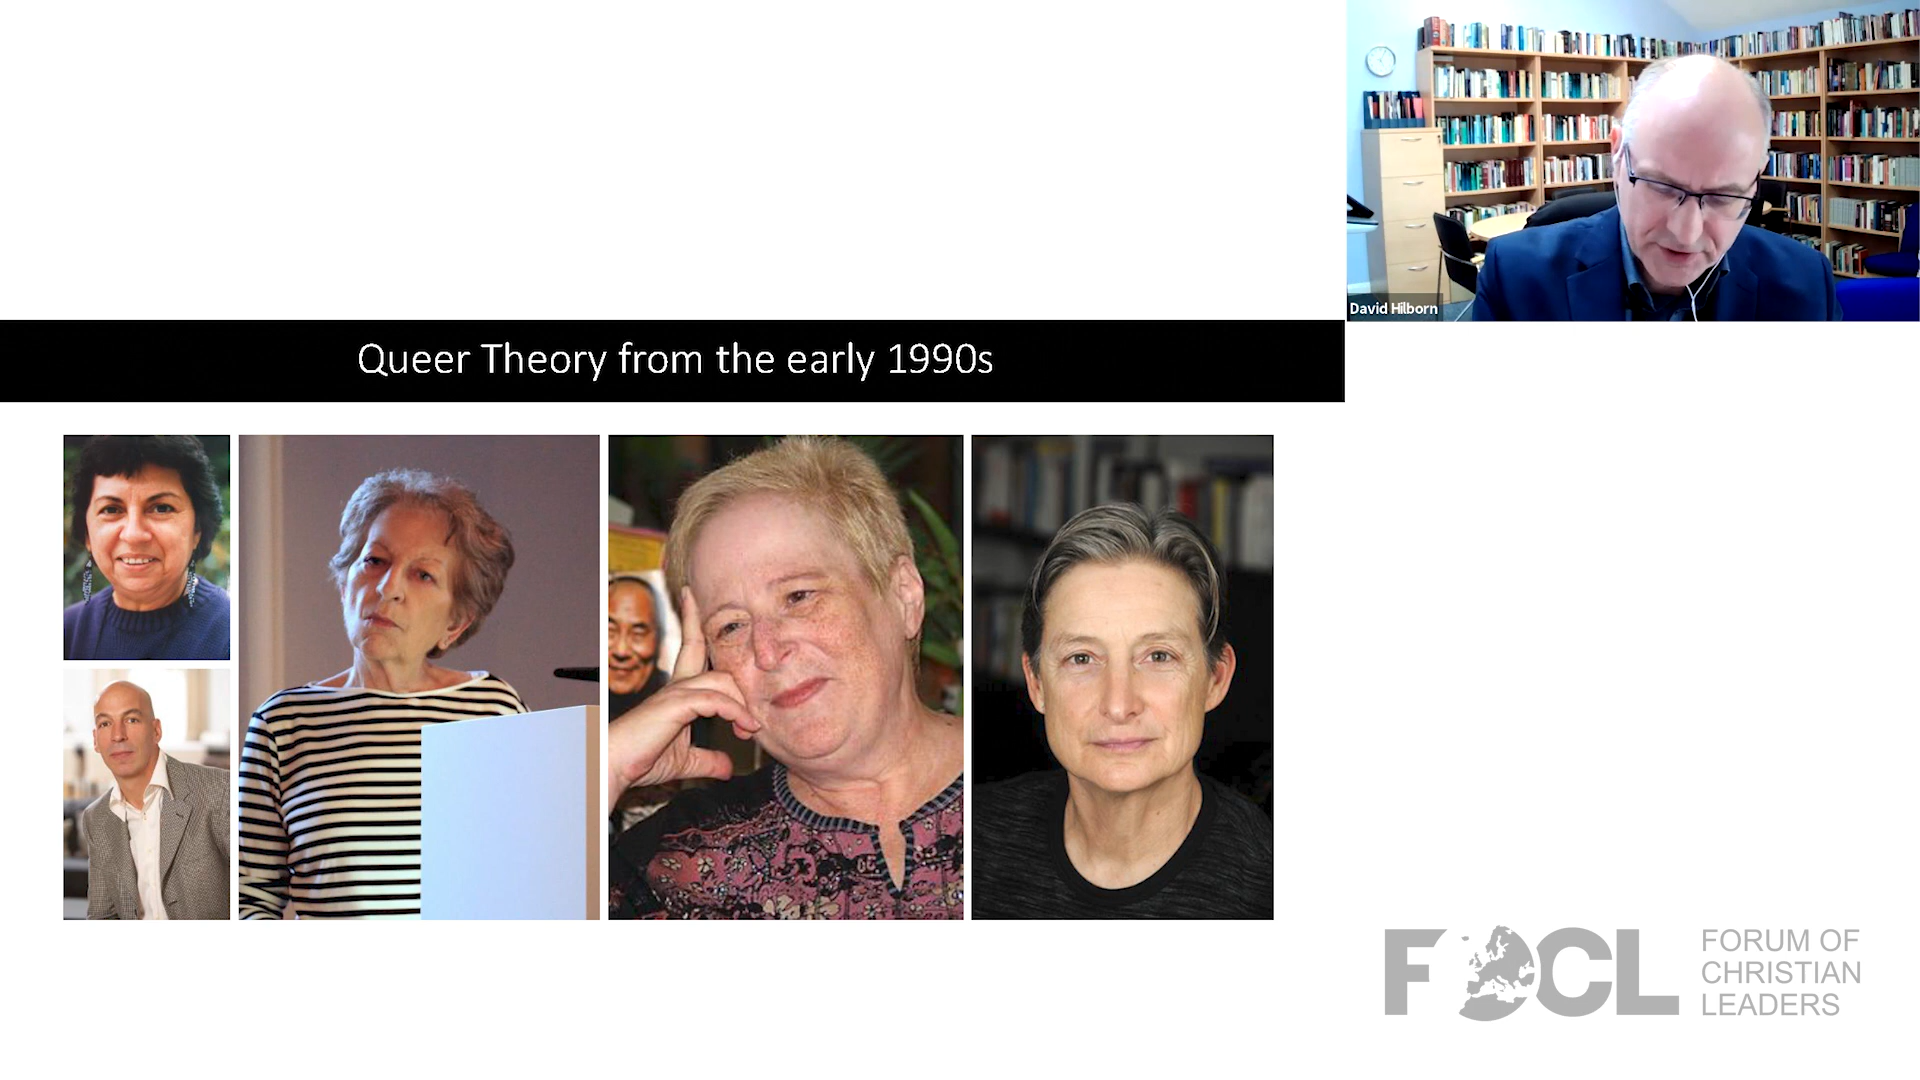 David Hilborn
Queer Theory from the early 1990s
FOCL
FORUM OF
CHRISTIAN
LEADERS